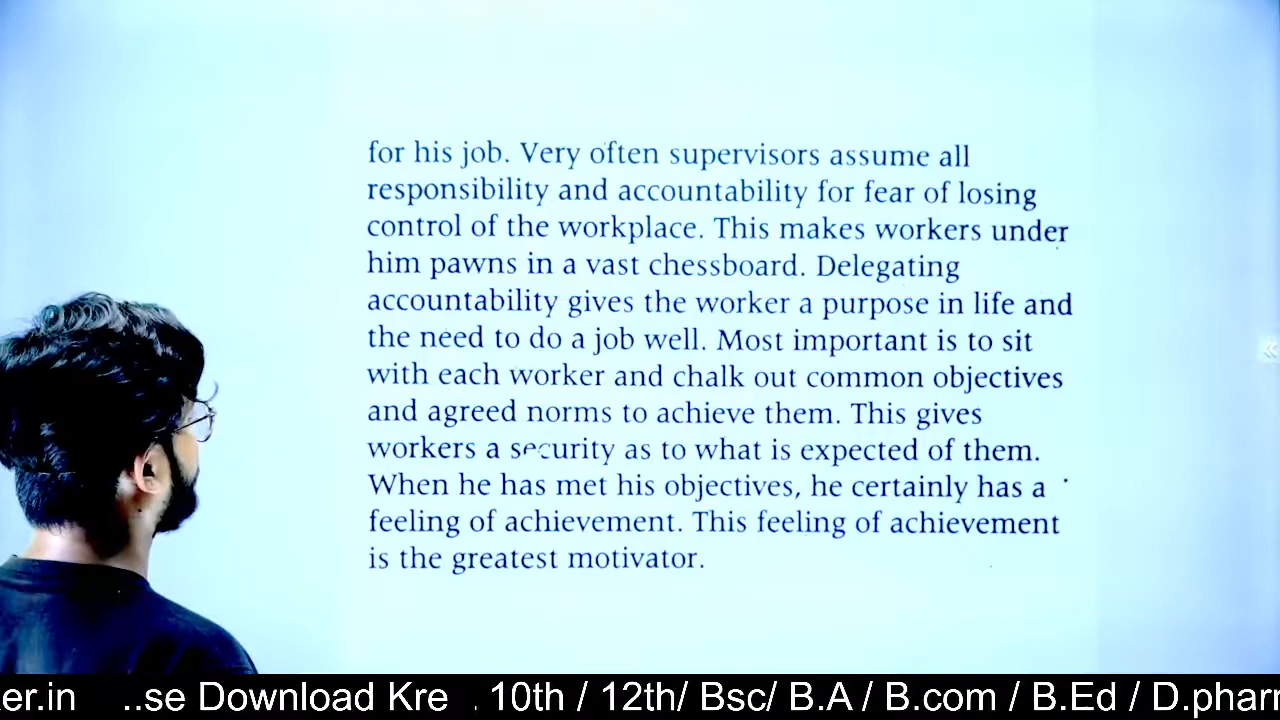 for his job. Very often supervisors assume all
responsibility and accountability for fear of losing
control of the workplace. This makes workers under
him pawns in a vast chessboard. Delegating
accountability gives the worker a purpose in life and
the need to do a job well. Most important is to sit
with each worker and chalk out common objectives
and agreed norms to achieve them. This gives
workers a security as to what is expected of them.
When he has met his objectives, he certainly has a
feeling of achievement. This feeling of achievement
is the greatest motivator.
er.in ..se Download Kre . 10th / 12th/ Bsc/ B.A / B.com / B.Ed / D.pharm